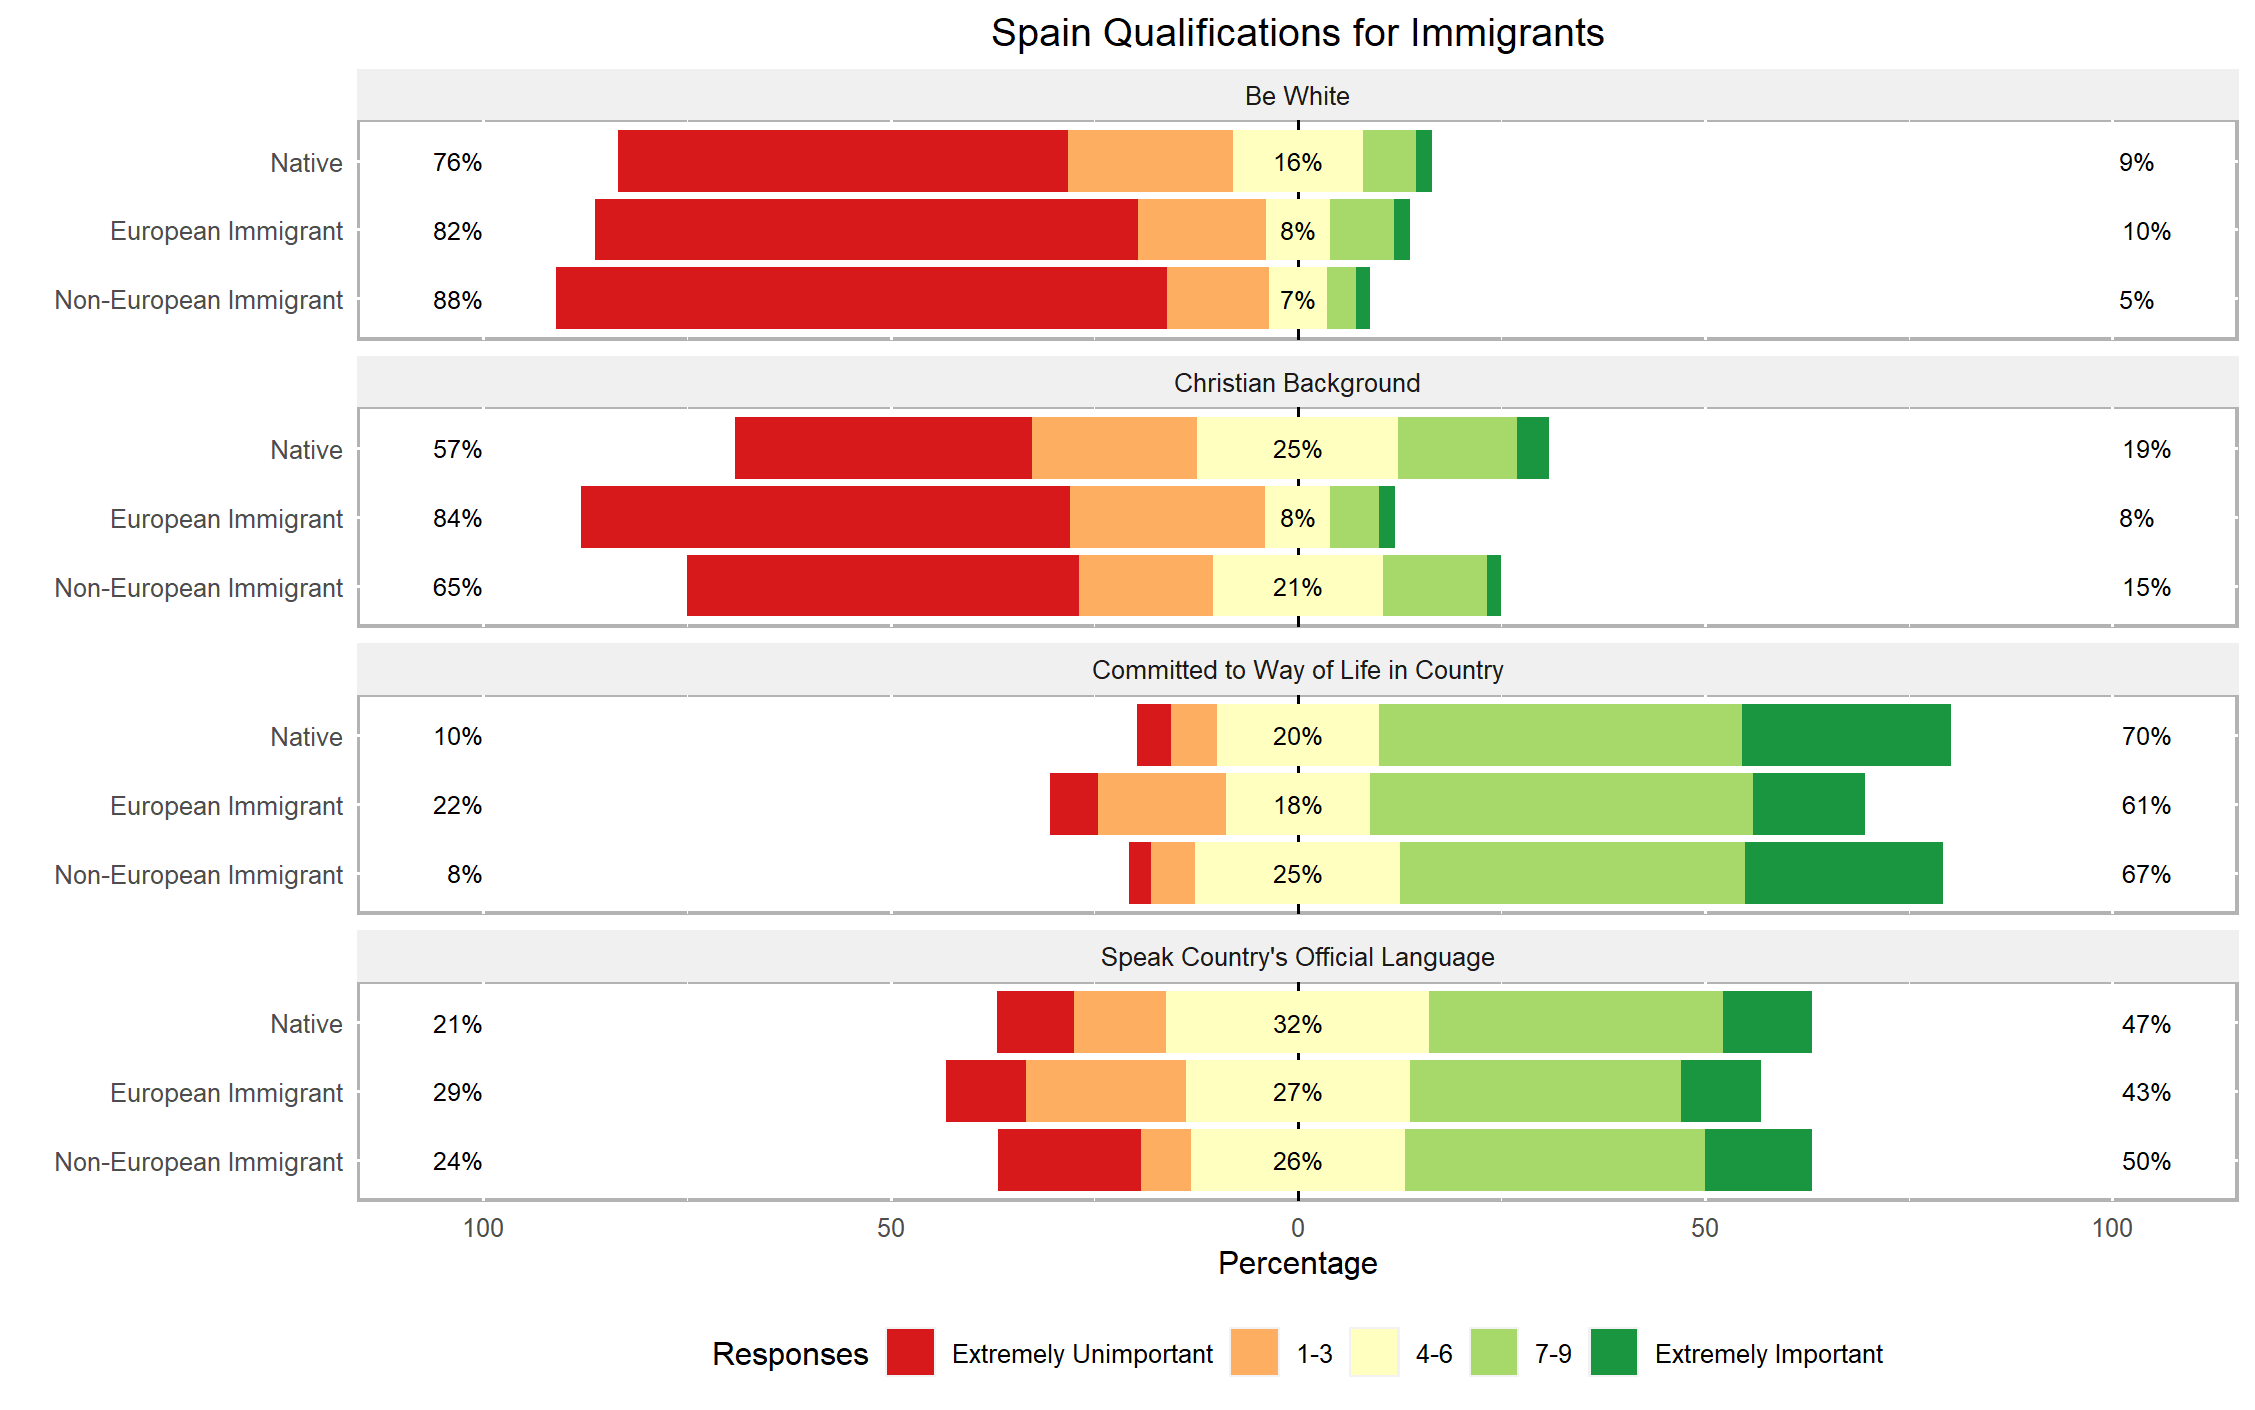 Spain Qualifications for Immigrants
Be White
Native 76% 16% 9%
European Immigrant 82% 8% 10%
Non-European Immigrant 88% 7% 5%
Christian Background
Native 57% 25% 19%
European Immigrant 84% 8% 8%
Non-European Immigrant 65% 21% 15%
Committed to Way of Life in Country
Native 10% 20% 70%
European Immigrant 22% 18% 61%
Non-European Immigrant 8% 25% 67%
Speak Country's Official Language
Native 21% 32% 47%
European Immigrant 29% 27% 43%
Non-European Immigrant 24% 26% 50%
100 50 0 50 100
Percentage
Responses Extremely Unimportant 1-3 4-6 7-9 Extremely Important